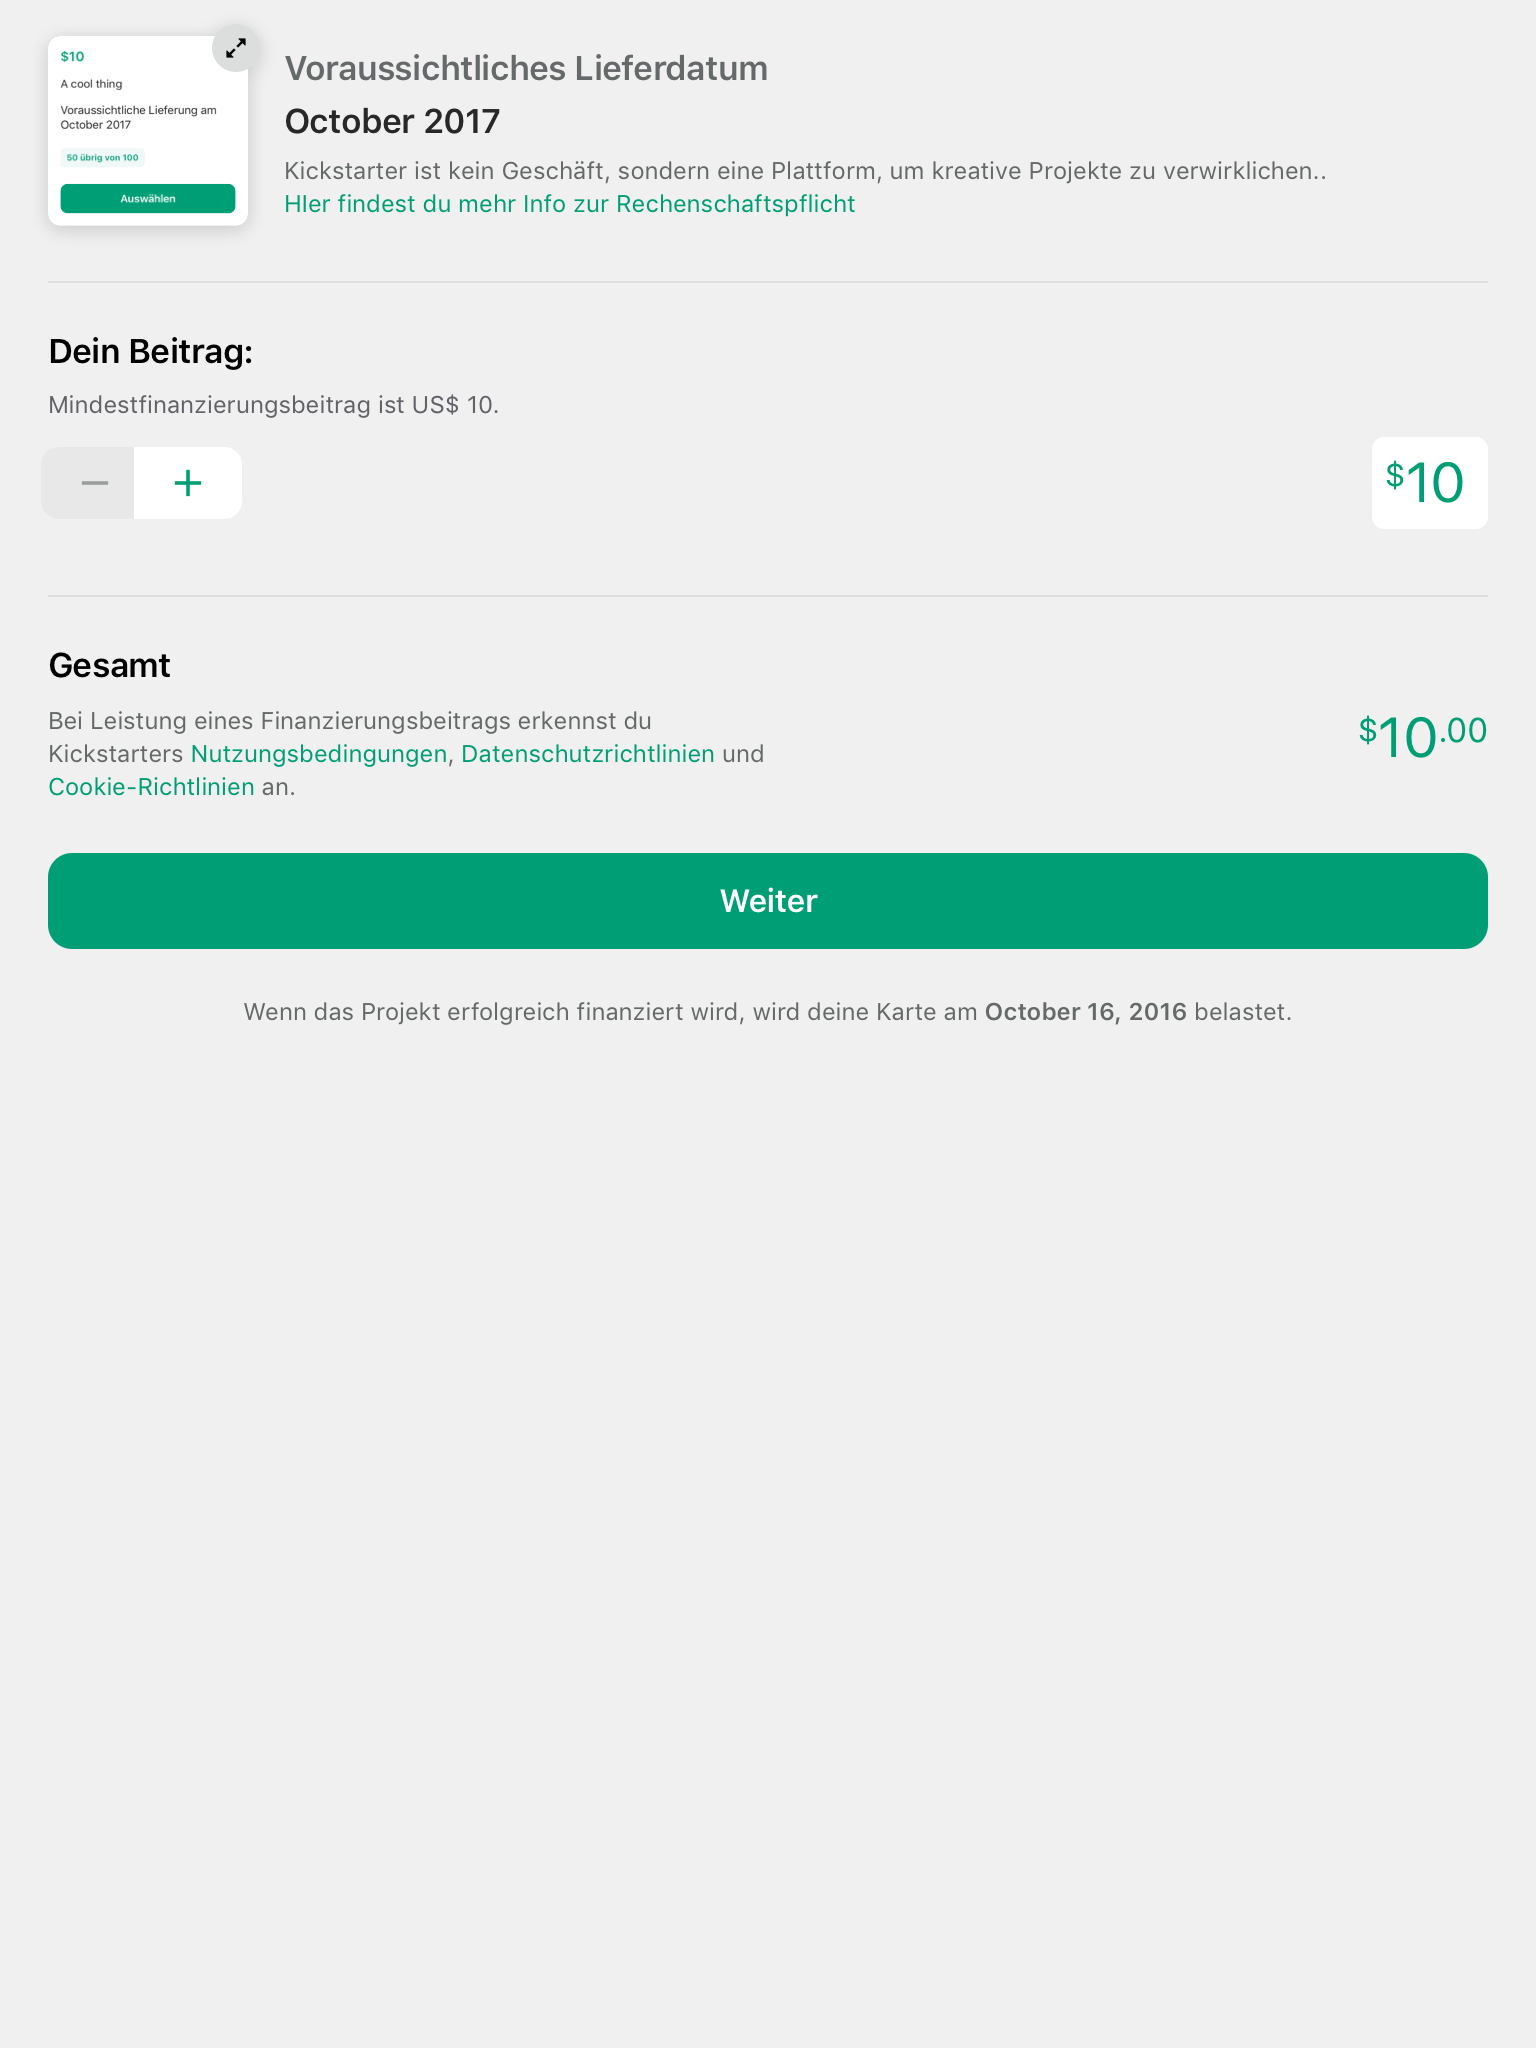 $10
A cool thing
Voraussichtliche Lieferung am
October 2017
50 übrig von 100
Auswählen
Voraussichtliches Lieferdatum
October 2017
Kickstarter ist kein Geschäft, sondern eine Plattform, um kreative Projekte zu verwirklichen..
HIer findest du mehr Info zur Rechenschaftspflicht
Dein Beitrag:
Mindestfinanzierungsbeitrag ist US$ 10.
$10
Gesamt
Bei Leistung eines Finanzierungsbeitrags erkennst du
Kickstarters Nutzungsbedingungen, Datenschutzrichtlinien und
Cookie-Richtlinien an.
$10.00
Weiter
Wenn das Projekt erfolgreich finanziert wird, wird deine Karte am October 16, 2016 belastet.